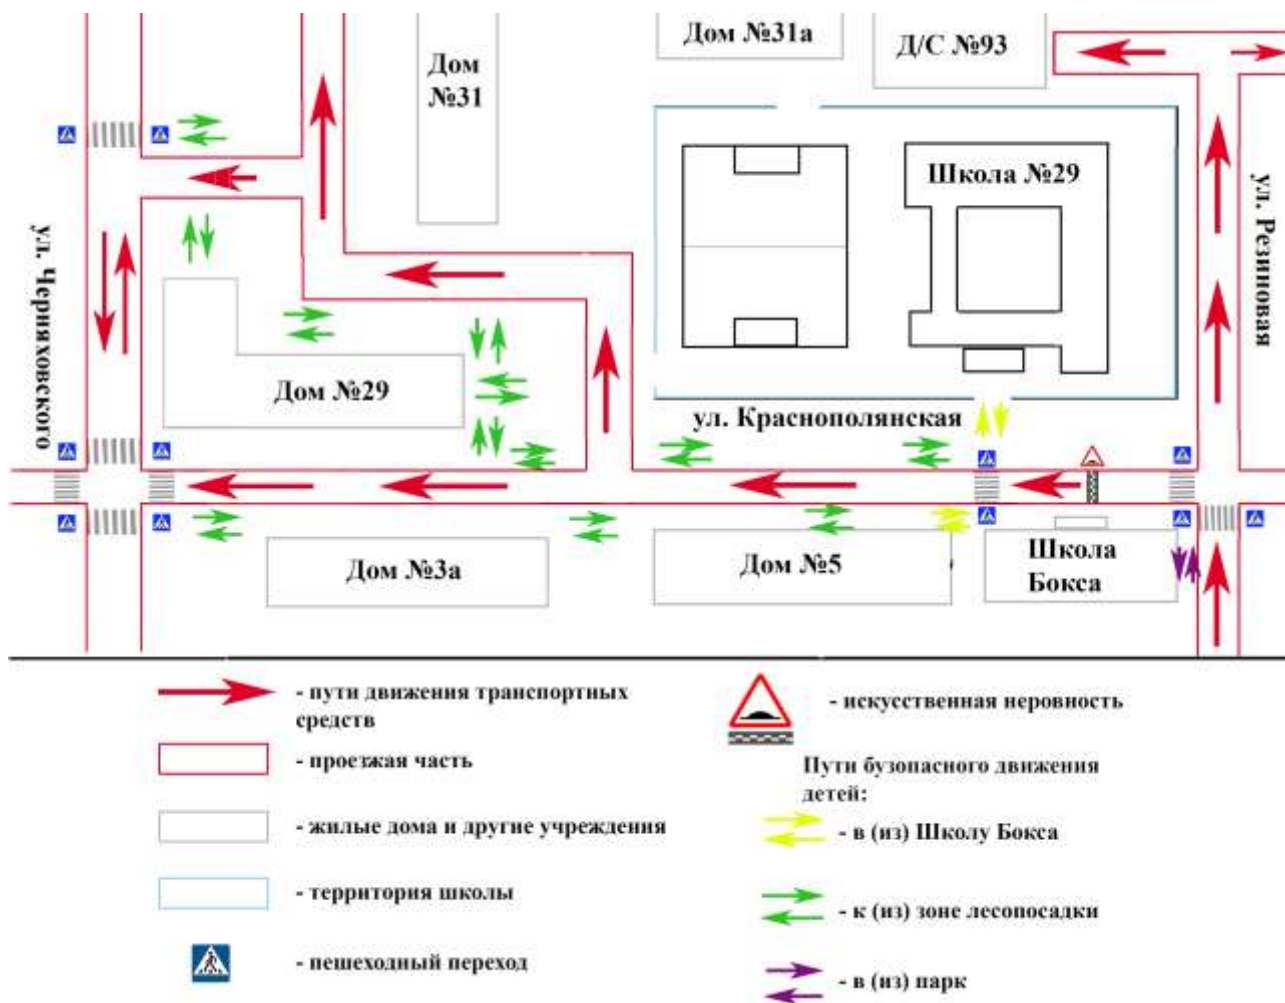 Дом №31а
Д/С №93
Дом
№31
Школа №29
ул. Черняховского
ул. Резиновая
Дом №29
ул. Краснополянская
Дом №3а
Дом №5
Школа
Бокса
- пути движения транспортных
средств
- проезжая часть
- жилые дома и другие учреждения
- территория школы
- пешеходный переход
- искусственная неровность
Пути бузопасного движения
детей:
- в (из) Школу Бокса
- к (из) зоне лесопосадки
- в (из) парк